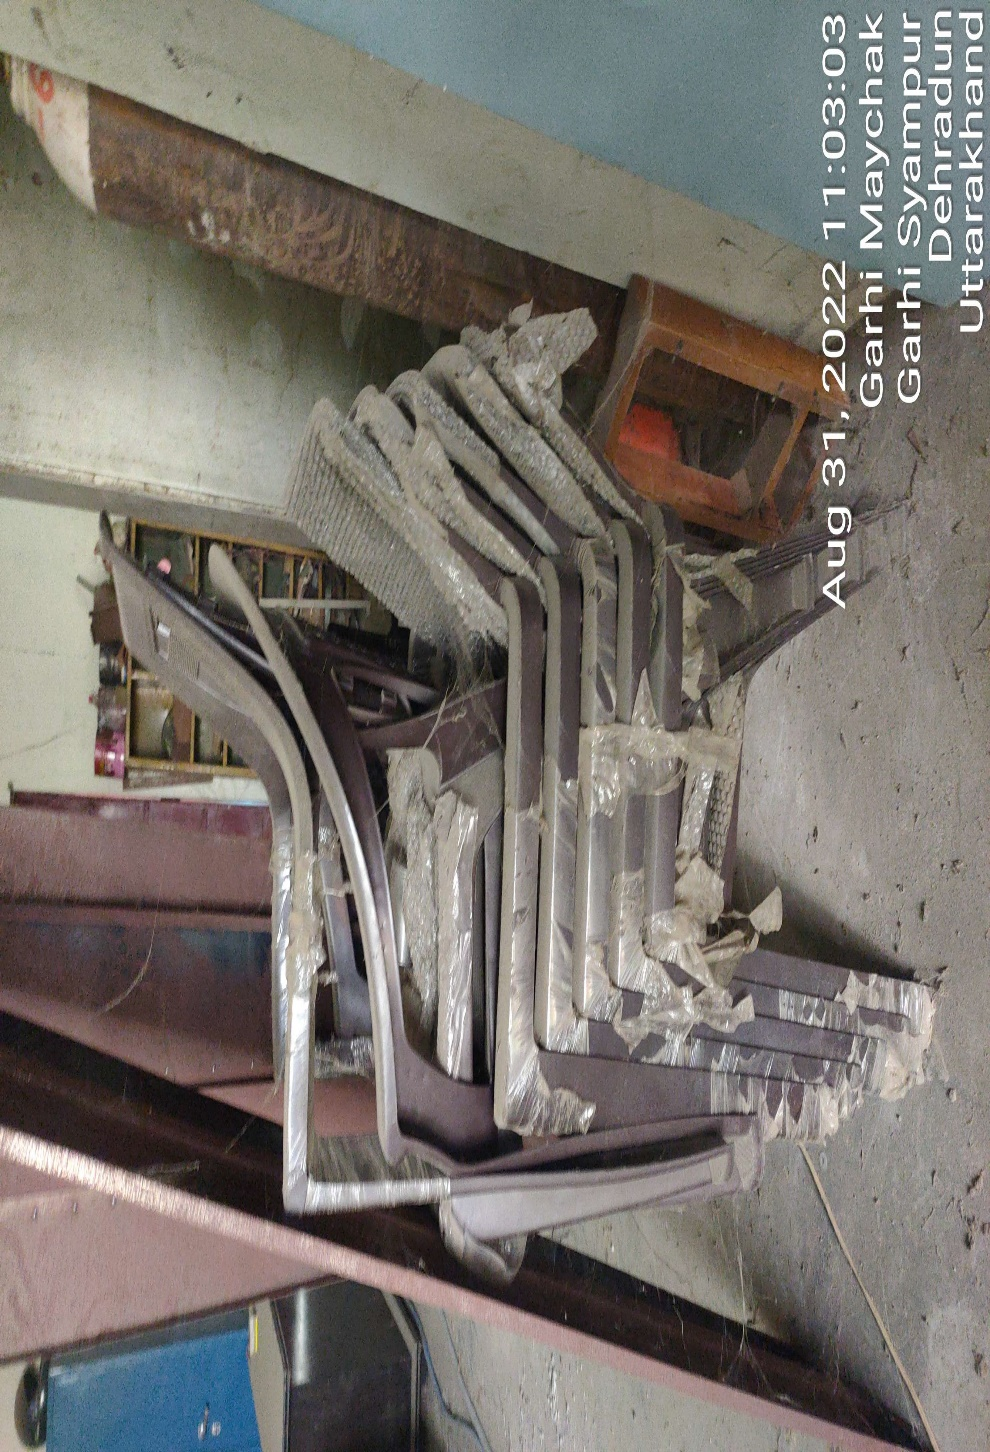 Aug 31, 2022 11:03:03
Garhi Maychak
Garhi Syampur
Dehradun
Uttarakhand